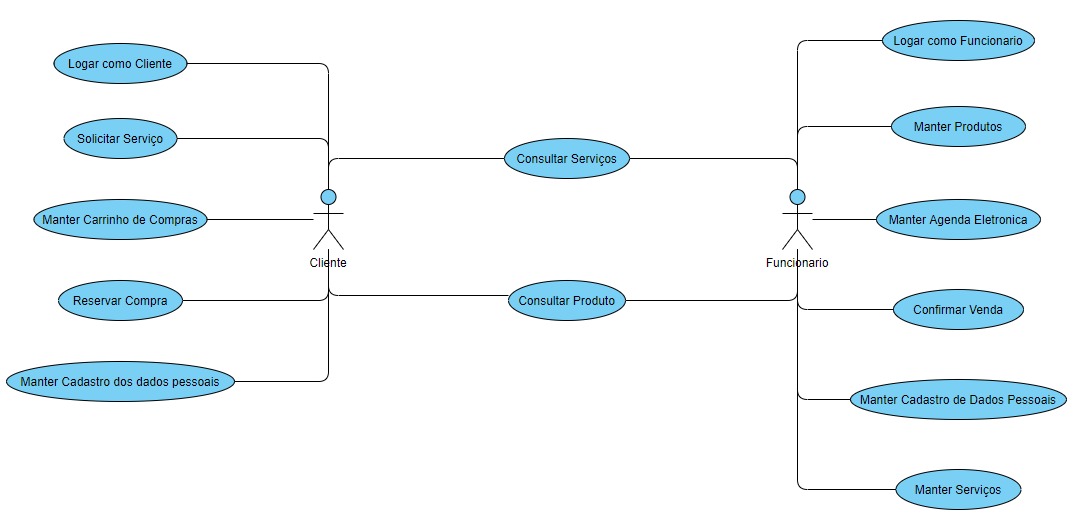 Logar como Cliente
Solicitar Serviço
Manter Carrinho de Compras
Reservar Compra
Manter Cadastro dos dados pessoais
Cliente
Consultar Serviços
Consultar Produto
Funcionario
Logar como Funcionario
Manter Produtos
Manter Agenda Eletronica
Confirmar Venda
Manter Cadastro de Dados Pessoais
Manter Serviços